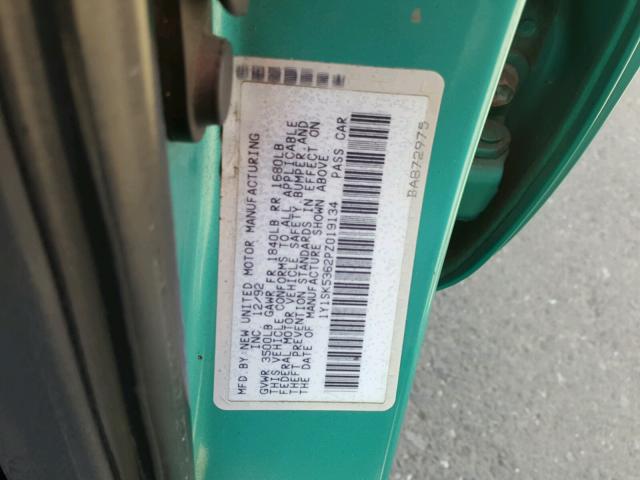 MFD BY NEW UNITED MOTOR MANUFACTURING
INC 12/92
GVWR 3500LB GAWR FR 1840LB RR 1680LB
THIS VEHICLE CONFORMS TO ALL APPLICABLE
FEDERAL MOTOR VEHICLE SAFETY BUMPER, AND
THEFT PREVENTION STANDARDS IN EFFECT ON
THE DATE OF MANUFACTURE SHOWN ABOVE.
1Y1SK5362PZ019134 PASS CAR
BA872975